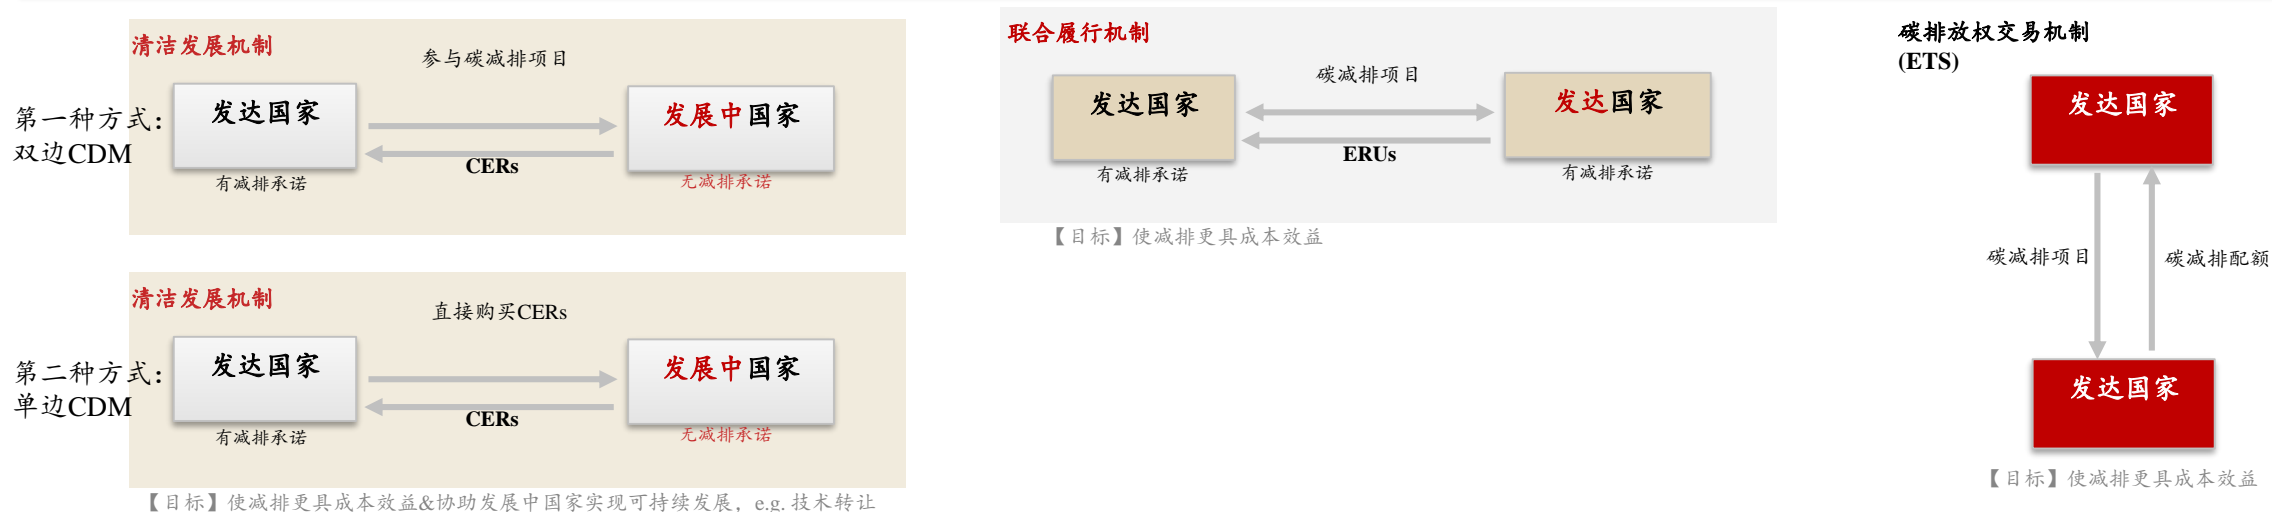 清洁发展机制
参与碳减排项目
第一种方式：
双边CDM
发达国家
发展中国家
CERs
有减排承诺
无减排承诺
清洁发展机制
直接购买CERs
第二种方式：
单边CDM
发达国家
发展中国家
CERs
有减排承诺
无减排承诺
【目标】使减排更具成本效益&协助发展中国家实现可持续发展，e.g. 技术转让
联合履行机制
碳减排项目
发达国家
发达国家
ERUs
有减排承诺
有减排承诺
【目标】使减排更具成本效益
碳排放权交易机制
(ETS)
发达国家
碳减排项目
碳减排配额
发达国家
【目标】使减排更具成本效益